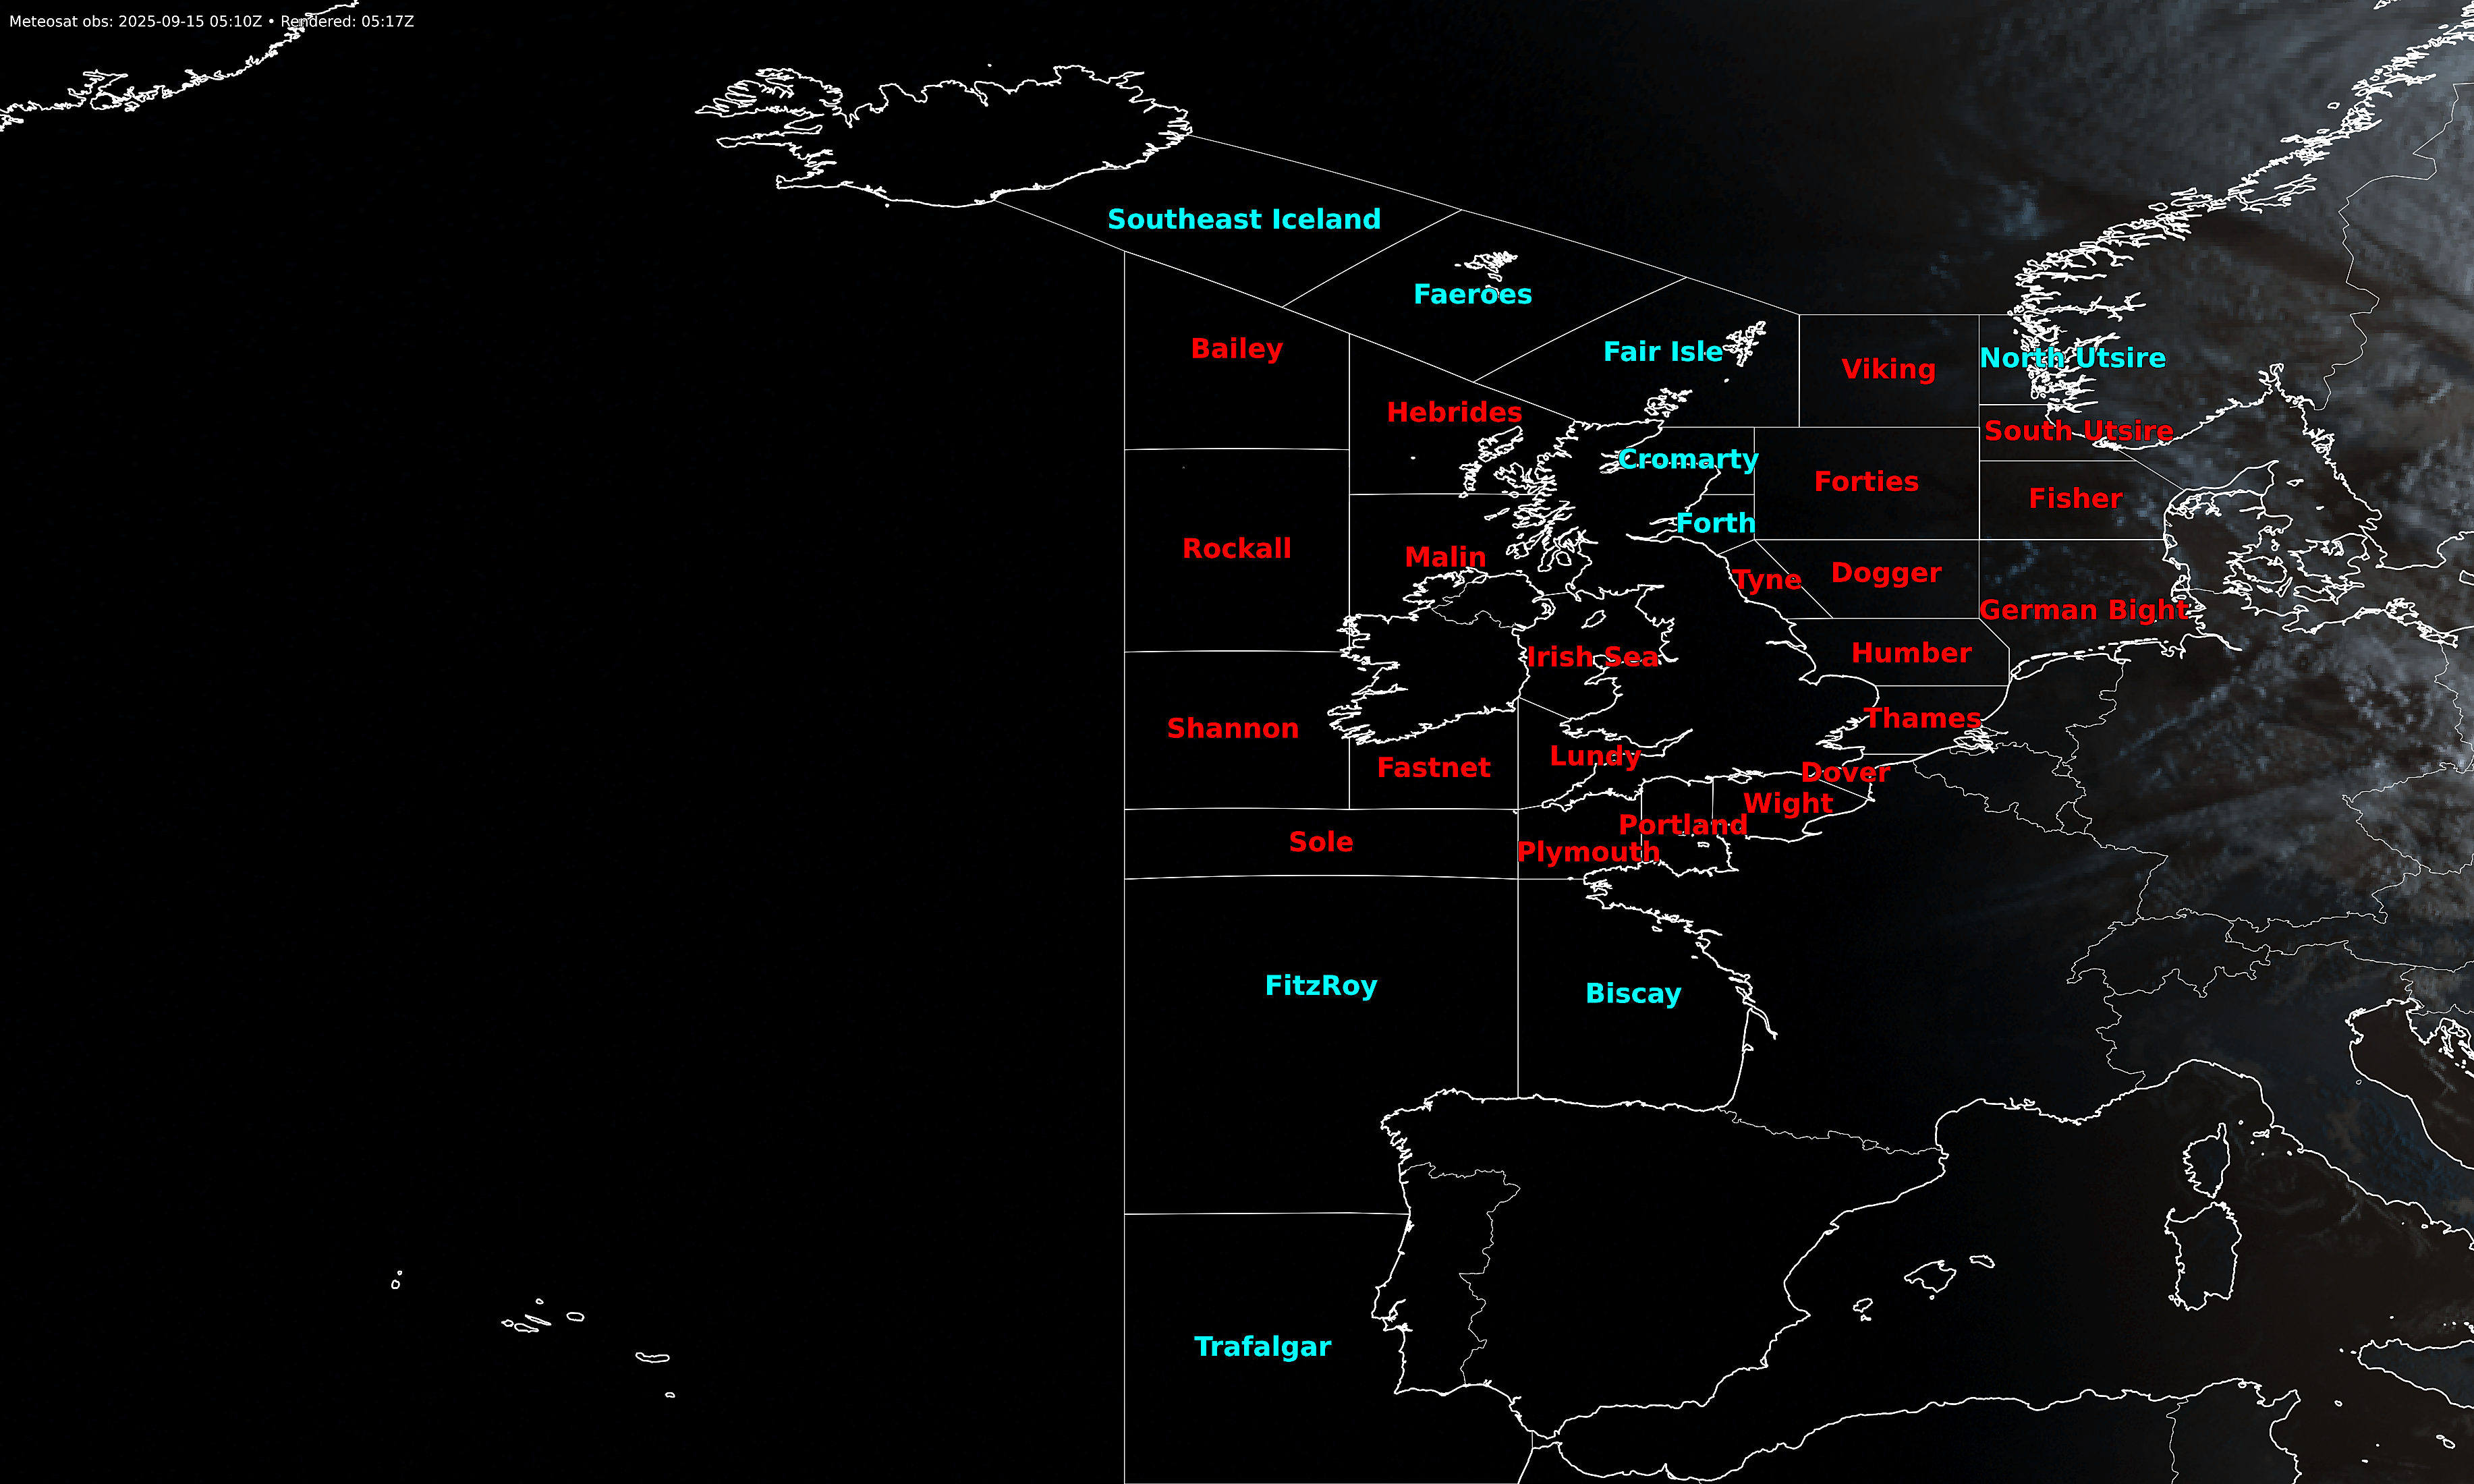 Meteosat obs: 2025-09-15 05:10Z • Rendered: 05:17Z
Southeast Iceland
Faeroes
Bailey
Fair Isle
North Utsire
Viking
Hebrides
South Utsire
Cromarty
Forties
Fisher
Forth
Rockall
Malin
Tyne
Dogger
German Bight
Irish Sea
Humber
Thames
Shannon
Lundy
Fastnet
Dover
Wight
Portland
Sole
Plymouth
FitzRoy
Biscay
Trafalgar